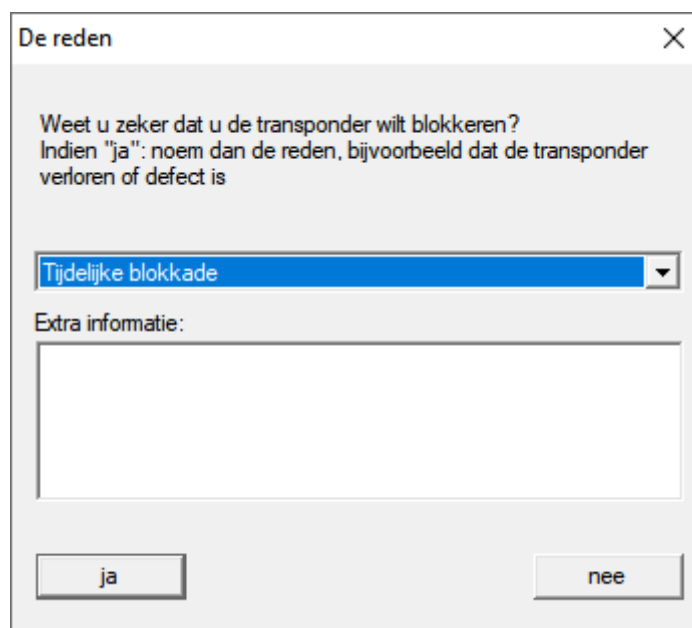 De reden
Weet u zeker dat u de transponder wilt blokkeren?
Indien "ja": noem dan de reden, bijvoorbeeld dat de transponder
verloren of defect is
Tijdelijke blokkade
Extra informatie:
ja
nee